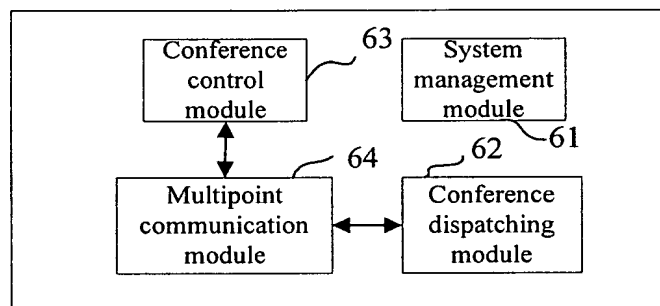 Conference
control
module
63
System
management
module
61
64
Multipoint
communication
module
62
Conference
dispatching
module